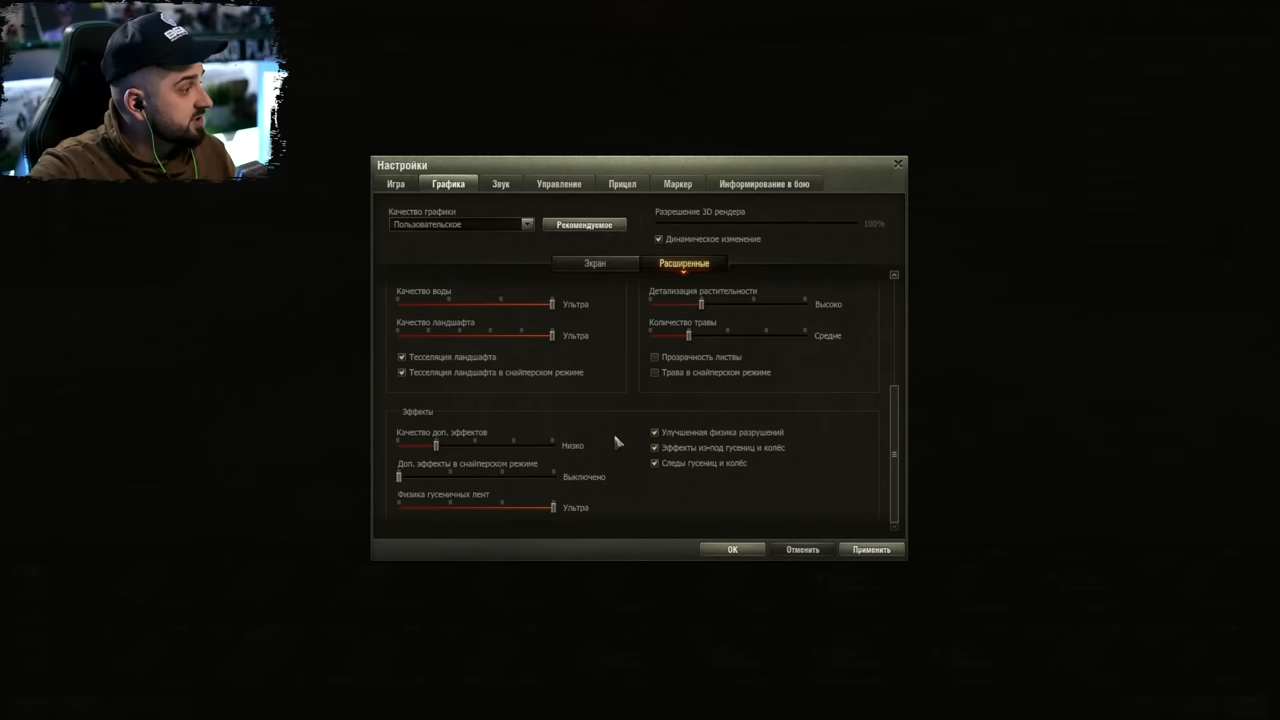 Настройки
Игра Графика Звук Управление Прицел Маркер Информирование в бою
Качество графики
Пользовательское Рекомендуемое
Разрешение 3D рендера
100%
Динамическое изменение
Экран Расширенные
Качество воды
Ультра
Качество ландшафта
Ультра
Тесселяция ландшафта
Тесселяция ландшафта в снайперском режиме
Детализация растительности
Высоко
Количество травы
Средне
Прозрачность листвы
Трава в снайперском режиме
Эффекты
Качество доп. эффектов
Низко
Доп. эффекты в снайперском режиме
Выключено
Физика гусеничных лент
Ультра
Улучшенная физика разрушений
Эффекты из-под гусениц и колёс
Следы гусениц и колёс
ОК Отменить Применить